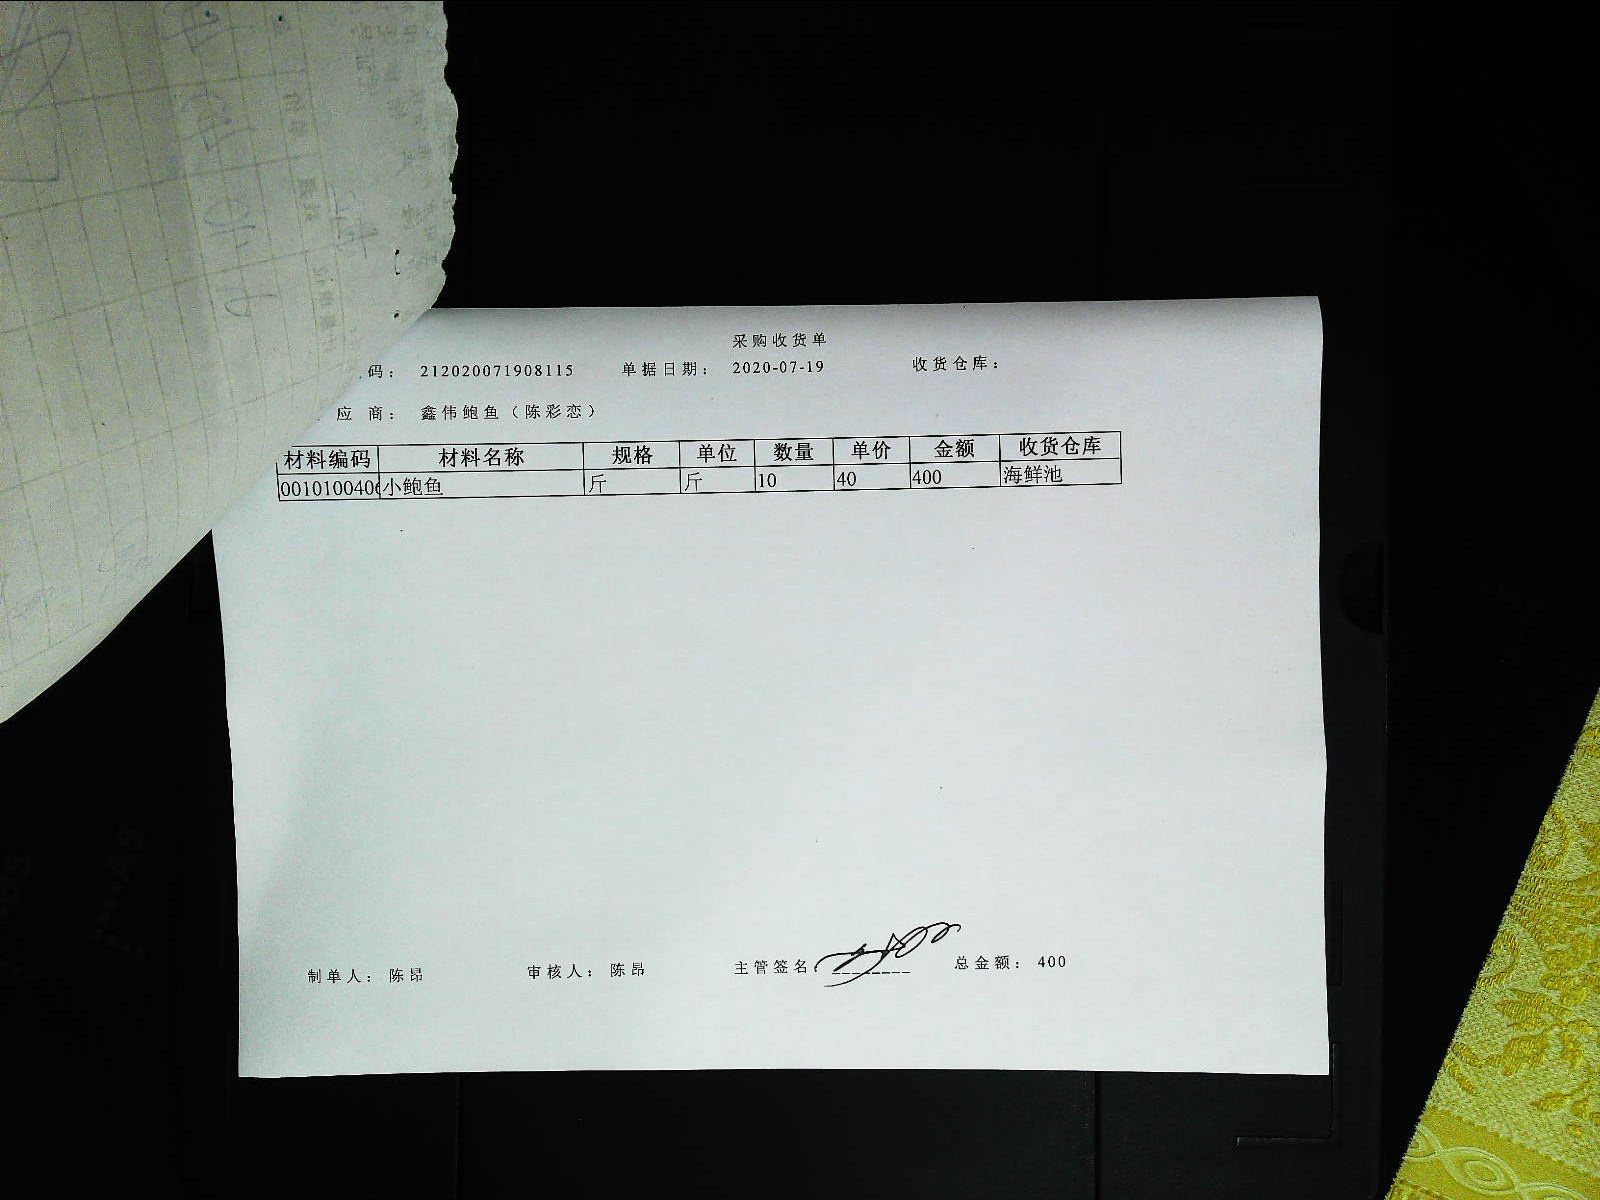 采购收货单
码： 212020071908115 单据日期： 2020-07-19 收货仓库：
应 商： 鑫伟鲍鱼（陈彩恋）
材料编码 材料名称 规格 单位 数量 单价 金额 收货仓库
0010100406 小鲍鱼 斤 斤 10 40 400 海鲜池
制单人： 陈昂 审核人： 陈昂 主管签名： 总金额： 400